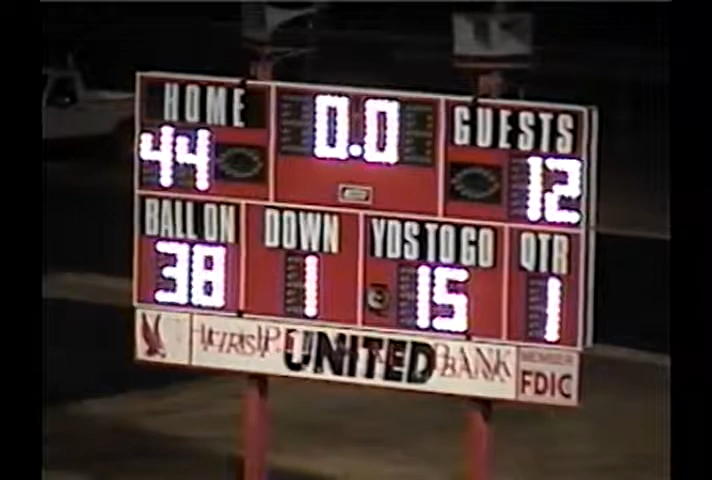 HOME 0.0 GUESTS
44 12
BALL ON DOWN YDS TO GO QTR
38 1 15 1
UNITED BANK MEMBER
FDIC